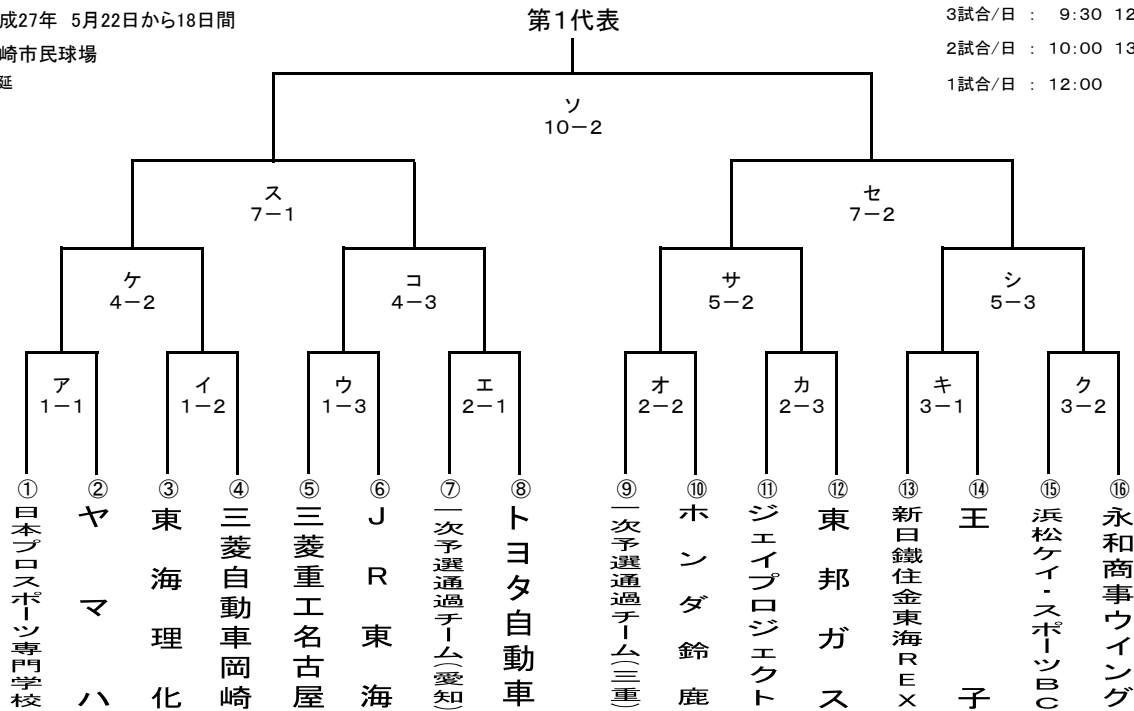 成27年 5月22日から18日間
崎市民球場
延
第1代表
3試合/日 : 9:30 12
2試合/日 : 10:00 13
1試合/日 : 12:00
ソ
10-2
ス
7-1
セ
7-2
ケ
4-2
コ
4-3
サ
5-2
シ
5-3
ア
1-1
イ
1-2
ウ
1-3
エ
2-1
オ
2-2
カ
2-3
キ
3-1
ク
3-2
① 日本プロスポーツ専門学校
② ヤマハ
③ 東海理化
④ 三菱自動車岡崎
⑤ 三菱重工名古屋
⑥ JR東海
⑦ 一次予選通過チーム(愛知)
⑧ トヨタ自動車
⑨ 一次予選通過チーム(三重)
⑩ ホンダ鈴鹿
⑪ ジェイプロジェクト
⑫ 東邦ガス
⑬ 新日鐵住金東海REX
⑭ 王子
⑮ 浜松ケイ・スポーツBC
⑯ 永和商事ウイング